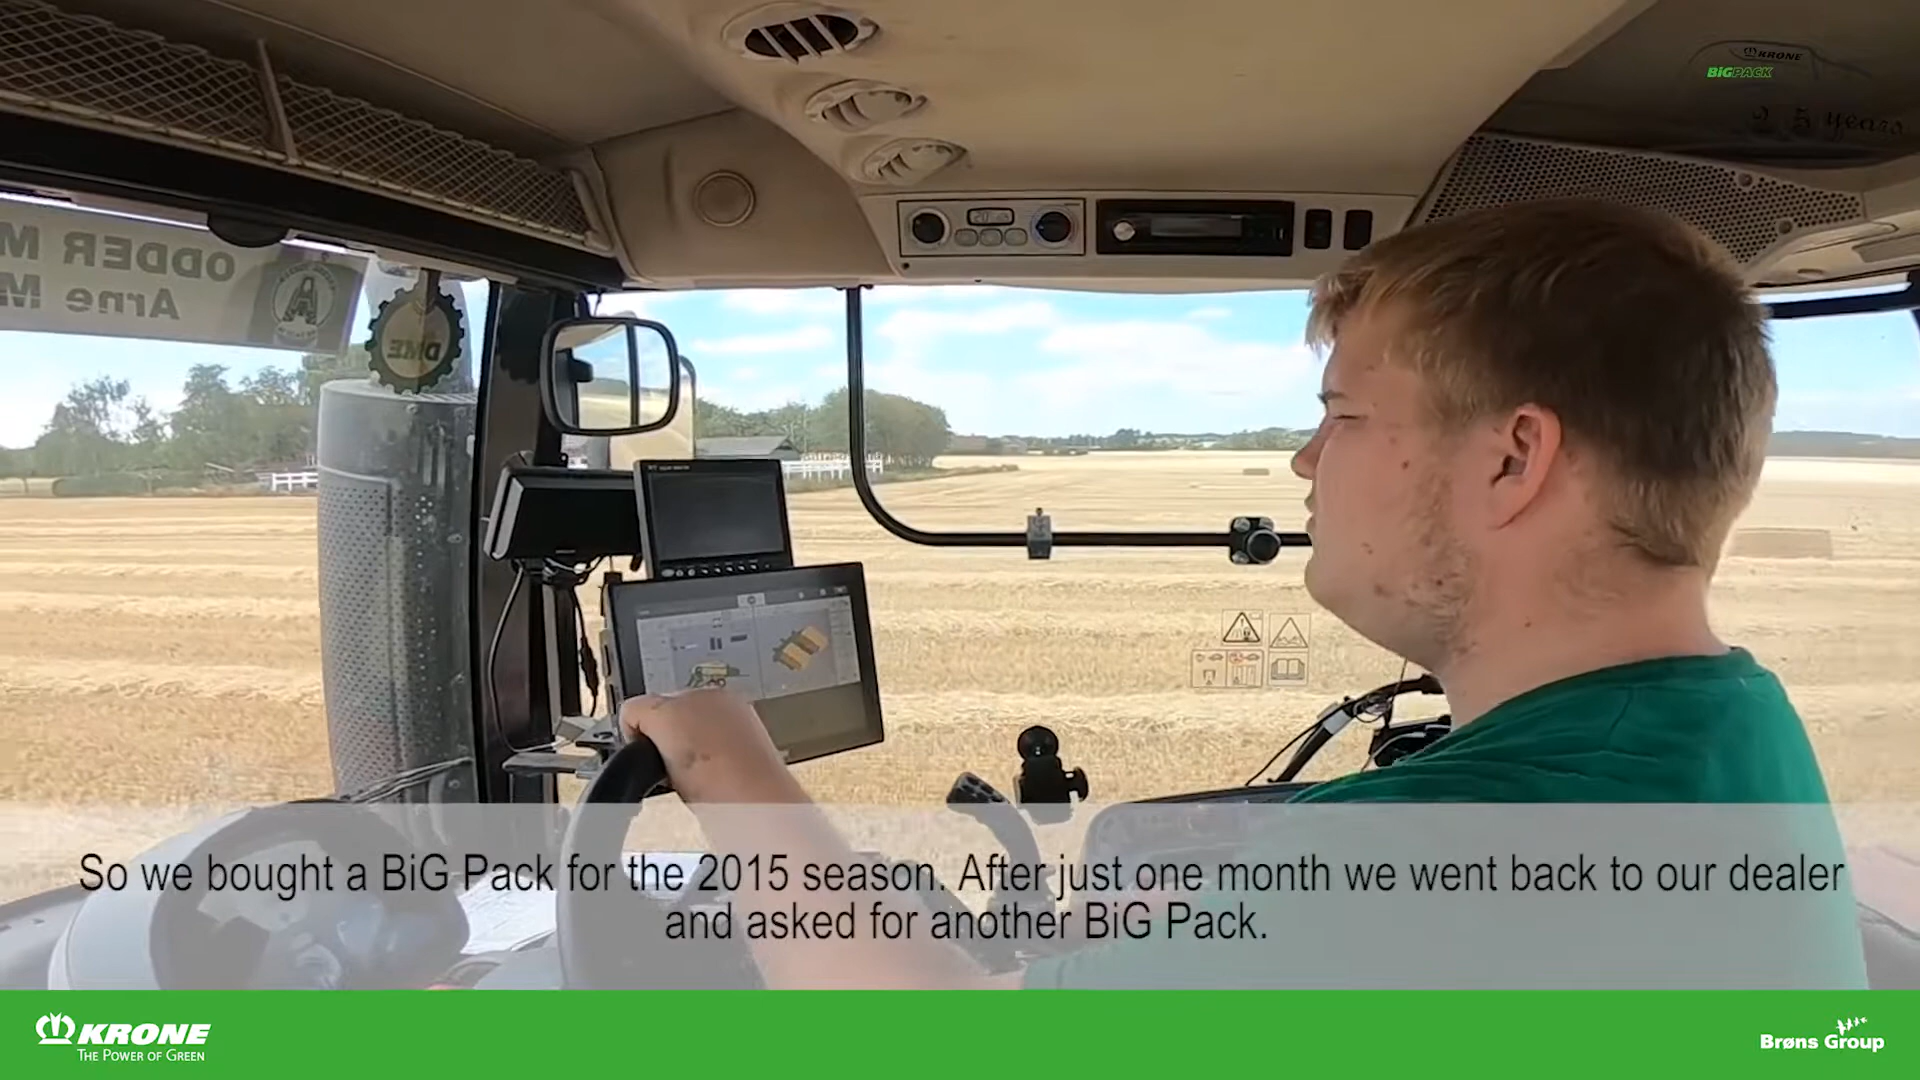 KRONE
BiG PACK
25 years
ODDER M
Arne M
DME
So we bought a BiG Pack for the 2015 season. After just one month we went back to our dealer
and asked for another BiG Pack.
KRONE
THE POWER OF GREEN
Brøns Group